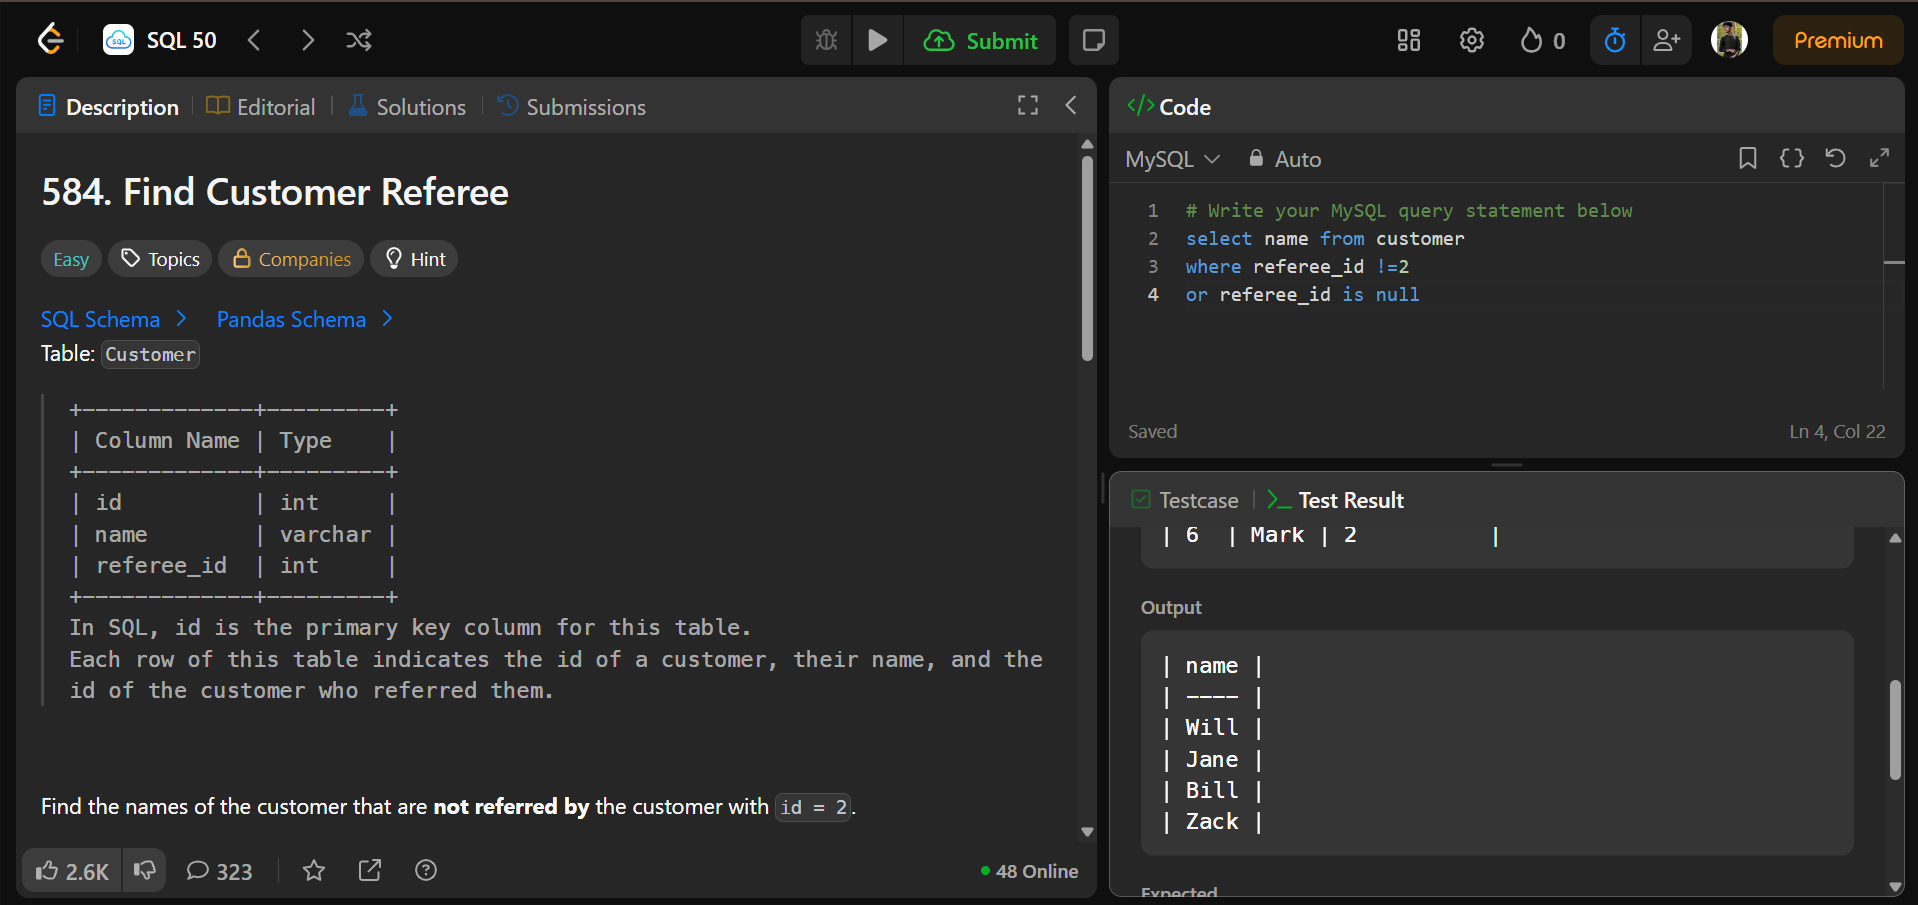 SQL 50
Submit
0
Premium
Description
Editorial
Solutions
Submissions
584. Find Customer Referee
Easy
Topics
Companies
Hint
SQL Schema
Pandas Schema
Table: Customer
+-------------+---------+
| Column Name | Type    |
+-------------+---------+
| id          | int     |
| name        | varchar |
| referee_id  | int     |
+-------------+---------+
In SQL, id is the primary key column for this table.
Each row of this table indicates the id of a customer, their name, and the
id of the customer who referred them.
Find the names of the customer that are not referred by the customer with id = 2.
2.6K
323
48 Online
</> Code
MySQL
Auto
1 # Write your MySQL query statement below
2 select name from customer
3 where referee_id !=2
4 or referee_id is null
Saved
Ln 4, Col 22
Testcase
Test Result
| 6  | Mark | 2          |
Output
| name |
| ---- |
| Will |
| Jane |
| Bill |
| Zack |
Expected